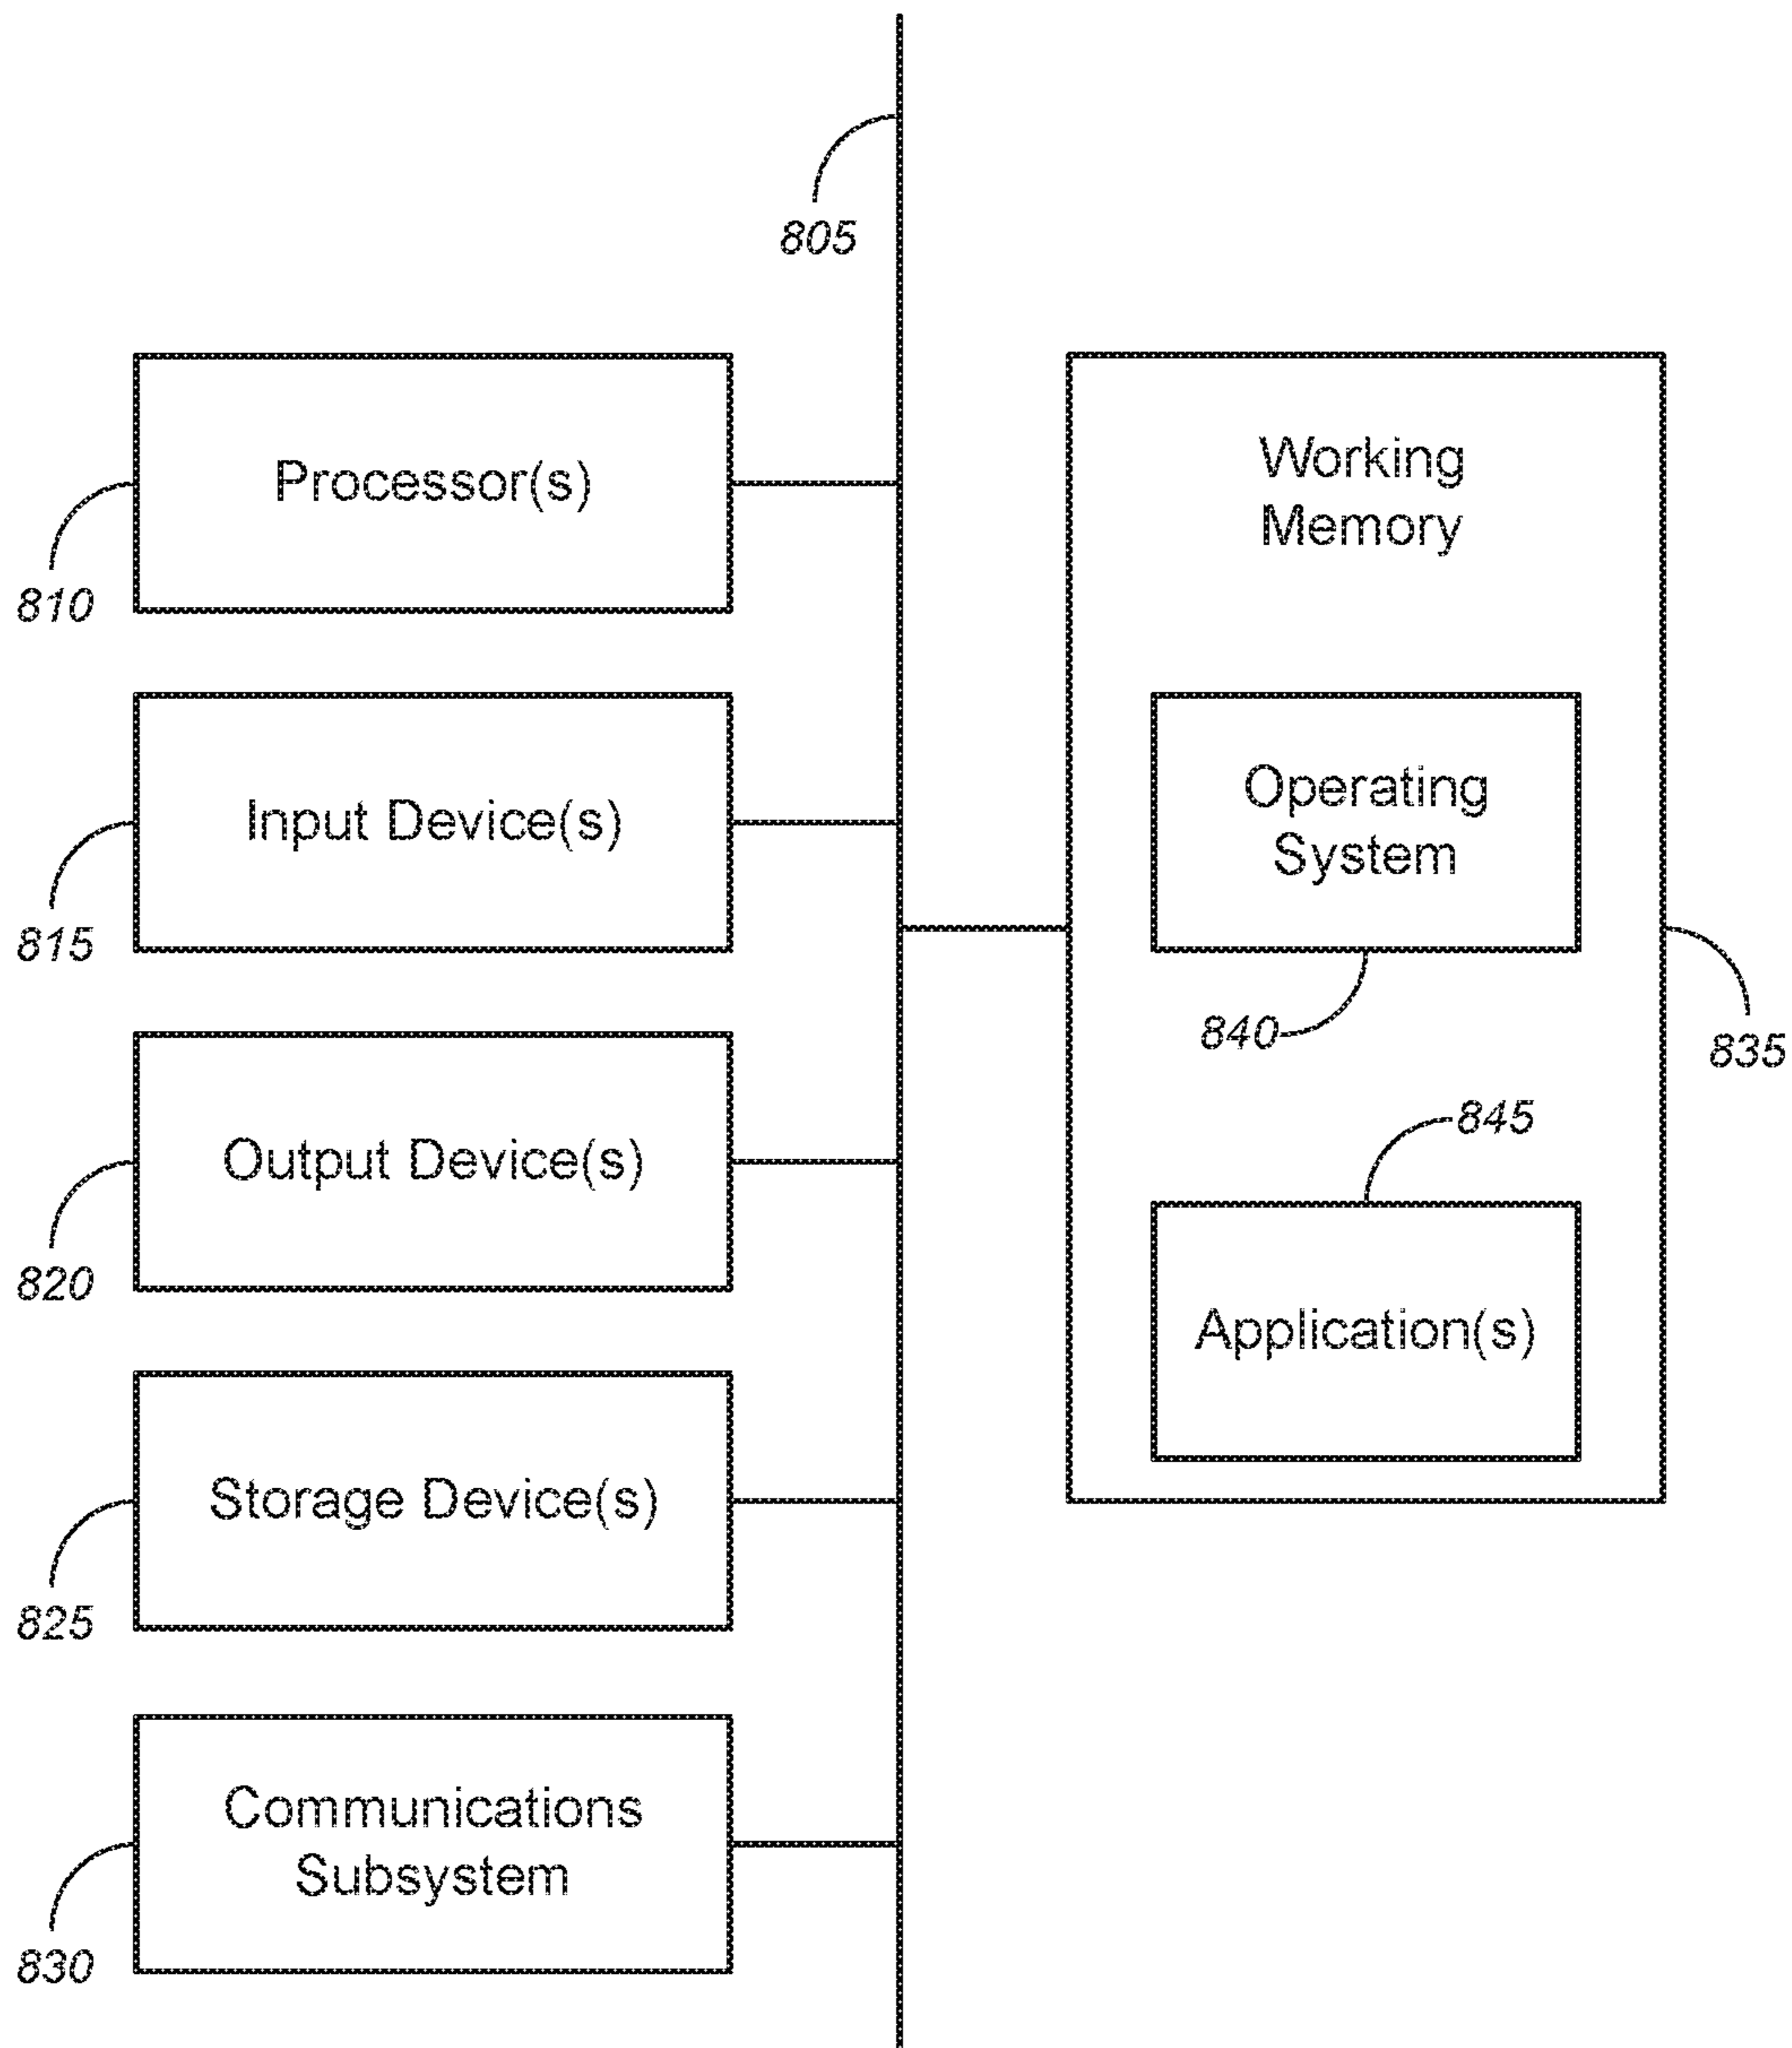 805
Processor(s)
810
Input Device(s)
815
Output Device(s)
820
Storage Device(s)
825
Communications
Subsystem
830
Working
Memory
Operating
System
840
835
845
Application(s)